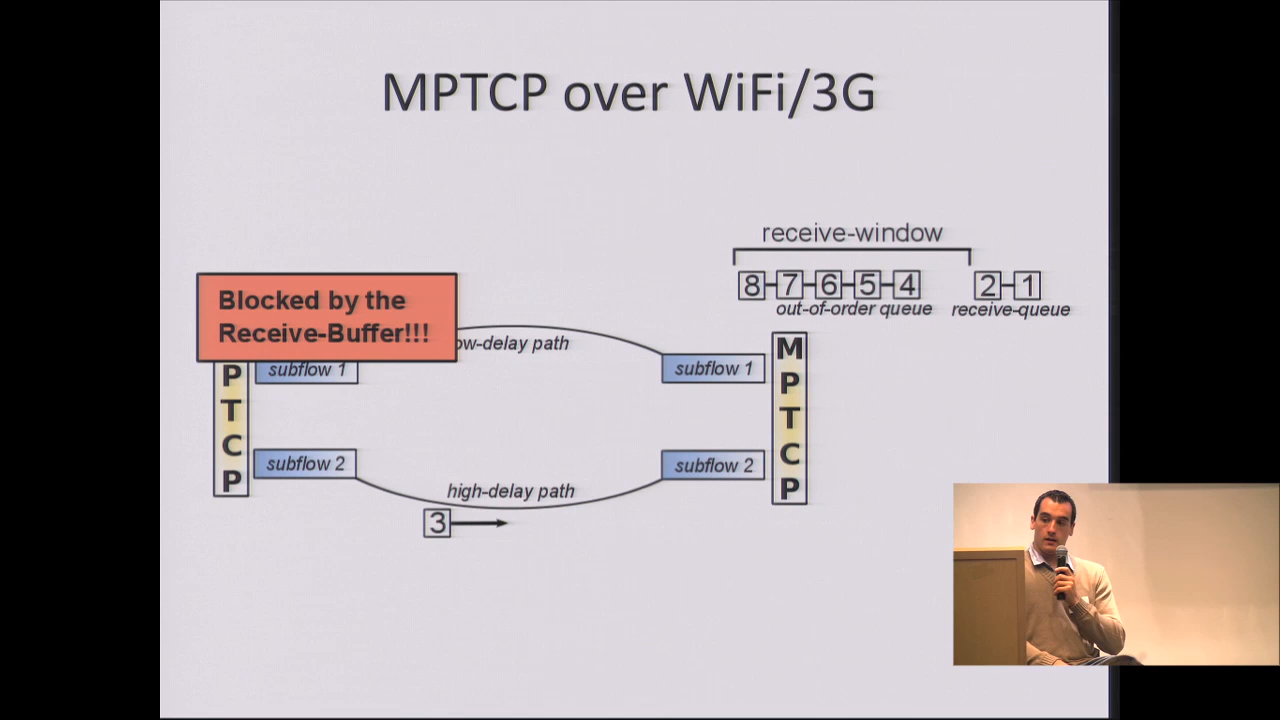 MPTCP over WiFi/3G
receive-window
8 7 6 5 4 2 1
out-of-order queue receive-queue
Blocked by the
Receive-Buffer!!!
ow-delay path
subflow 1
subflow 1
M
P
T
C
P
P
T
C
P
subflow 2
subflow 2
high-delay path
3